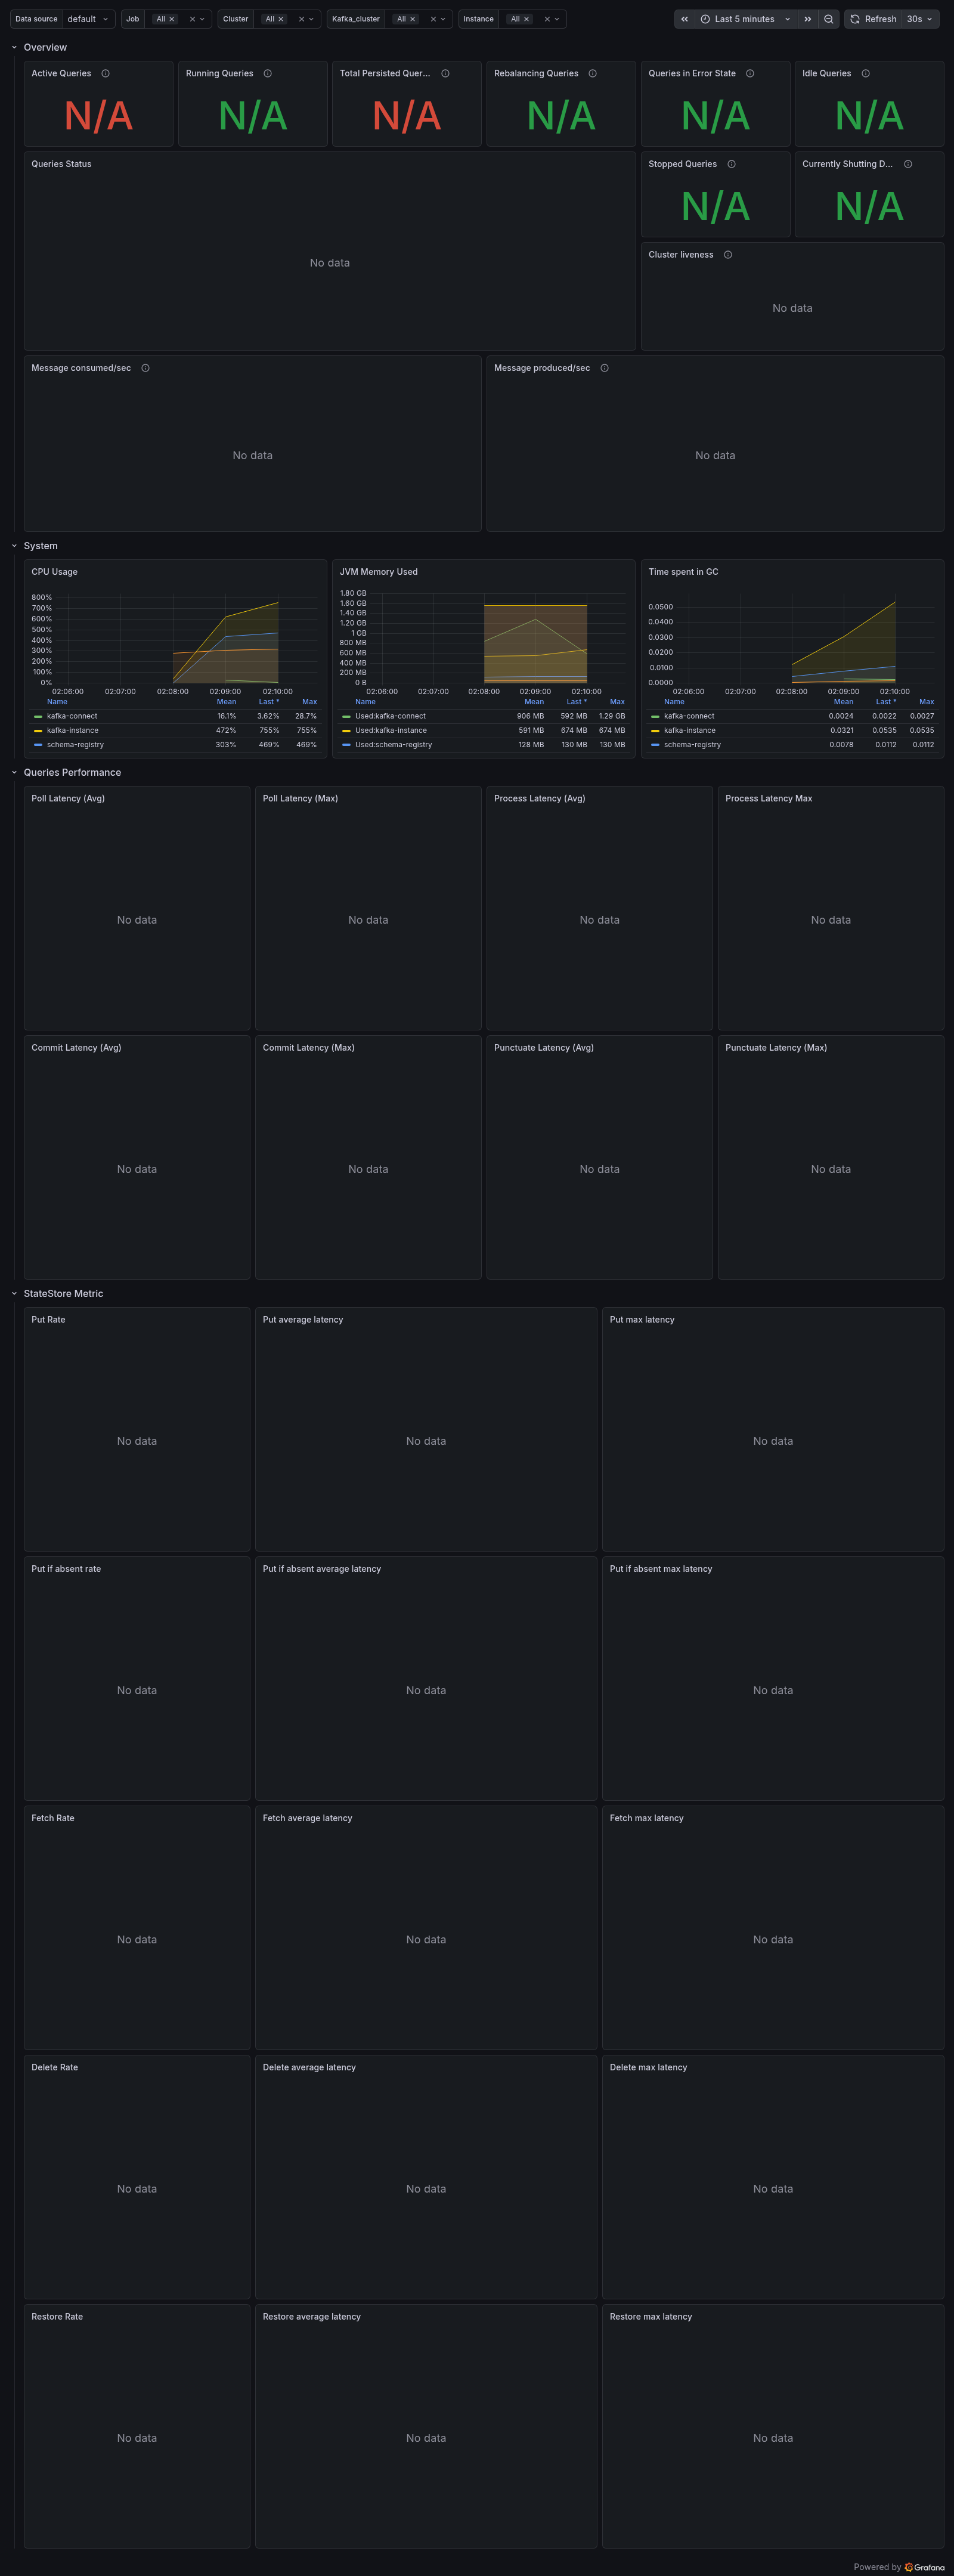 Data source default Job All Cluster All Kafka_cluster All Instance All Last 5 minutes Refresh 30s
Overview
Active Queries Running Queries Total Persisted Quer... Rebalancing Queries Queries in Error State Idle Queries
N/A N/A N/A N/A N/A N/A
Queries Status Stopped Queries Currently Shutting D...
N/A N/A
No data
Cluster liveness
No data
Message consumed/sec Message produced/sec
No data No data
System
CPU Usage JVM Memory Used Time spent in GC
800%
700%
600%
500%
400%
300%
200%
100%
0%
02:06:00 02:07:00 02:08:00 02:09:00 02:10:00
Name Mean Last * Max
kafka-connect 16.1% 3.62% 28.7%
kafka-instance 472% 755% 755%
schema-registry 303% 469% 469%
1.80 GB
1.60 GB
1.40 GB
1.20 GB
1 GB
800 MB
600 MB
400 MB
200 MB
0 B
02:06:00 02:07:00 02:08:00 02:09:00 02:10:00
Name Mean Last * Max
Used:kafka-connect 906 MB 592 MB 1.29 GB
Used:kafka-instance 591 MB 674 MB 674 MB
Used:schema-registry 128 MB 130 MB 130 MB
0.0500
0.0400
0.0300
0.0200
0.0100
0.0000
02:06:00 02:07:00 02:08:00 02:09:00 02:10:00
Name Mean Last * Max
kafka-connect 0.0024 0.0022 0.0027
kafka-instance 0.0321 0.0535 0.0535
schema-registry 0.0078 0.0112 0.0112
Queries Performance
Poll Latency (Avg) Poll Latency (Max) Process Latency (Avg) Process Latency Max
No data No data No data No data
Commit Latency (Avg) Commit Latency (Max) Punctuate Latency (Avg) Punctuate Latency (Max)
No data No data No data No data
StateStore Metric
Put Rate Put average latency Put max latency
No data No data No data
Put if absent rate Put if absent average latency Put if absent max latency
No data No data No data
Fetch Rate Fetch average latency Fetch max latency
No data No data No data
Delete Rate Delete average latency Delete max latency
No data No data No data
Restore Rate Restore average latency Restore max latency
No data No data No data
Powered by Grafana